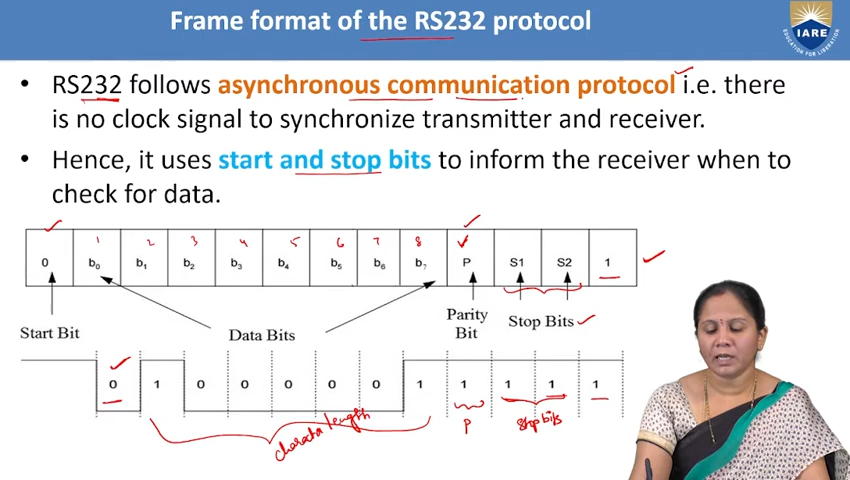 Frame format of the RS232 protocol
IARE
EDUCATION FOR LIBERATION
• RS232 follows asynchronous communication protocol i.e. there
is no clock signal to synchronize transmitter and receiver.
• Hence, it uses start and stop bits to inform the receiver when to
check for data.
1 2 3 4 5 6 7 8
0 b0 b1 b2 b3 b4 b5 b6 b7 P S1 S2 1
Start Bit Data Bits Parity Bit Stop Bits
0 1 0 0 0 0 0 1 1 1 1 1
length P Stop bits